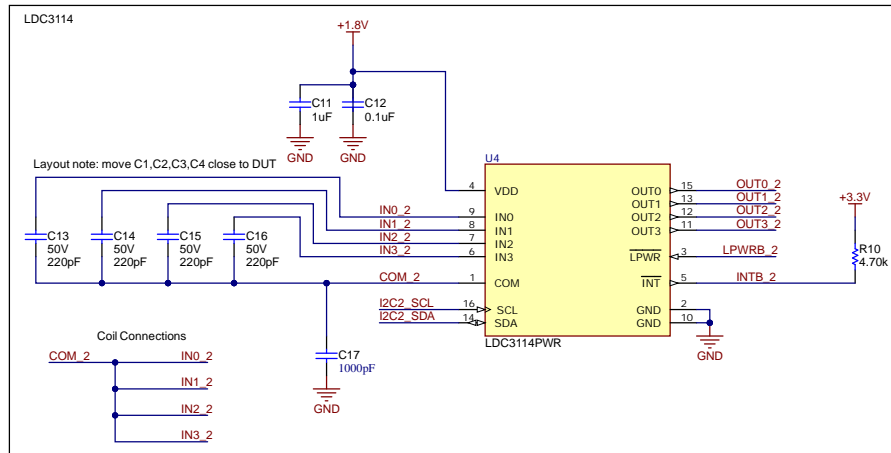 LDC3114
+1.8V
C11
1uF
C12
0.1uF
GND
GND
Layout note: move C1,C2,C3,C4 close to DUT
U4
4
VDD
IN0_2
9
IN0
IN1_2
8
IN1
IN2_2
7
IN2
IN3_2
6
IN3
COM_2
1
COM
I2C2_SCL
16
SCL
I2C2_SDA
14
SDA
OUT0
15
OUT0_2
OUT1
13
OUT1_2
OUT2
12
OUT2_2
OUT3
11
OUT3_2
LPWR
3
LPWRB_2
INT
5
INTB_2
GND
2
GND
10
LDC3114PWR
GND
+3.3V
R10
4.70k
C13
50V
220pF
C14
50V
220pF
C15
50V
220pF
C16
50V
220pF
C17
1000pF
GND
Coil Connections
COM_2
IN0_2
IN1_2
IN2_2
IN3_2